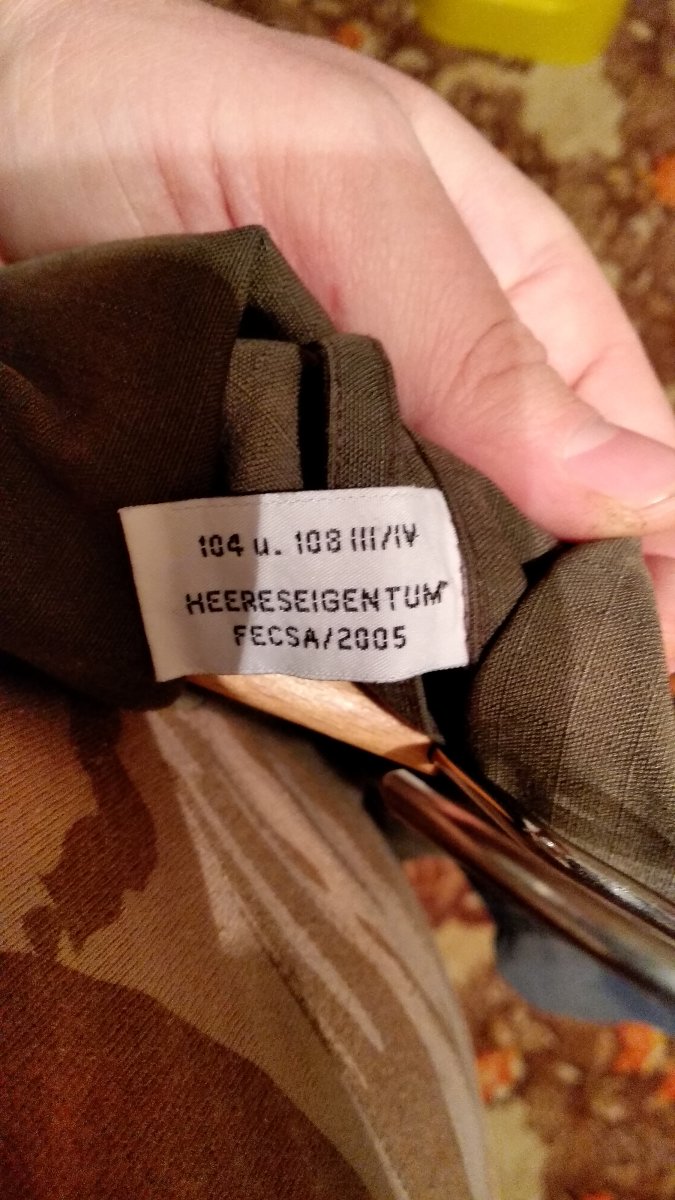 104 u. 108 III/IV
HEERESEIGENTUM
FECSA/2005